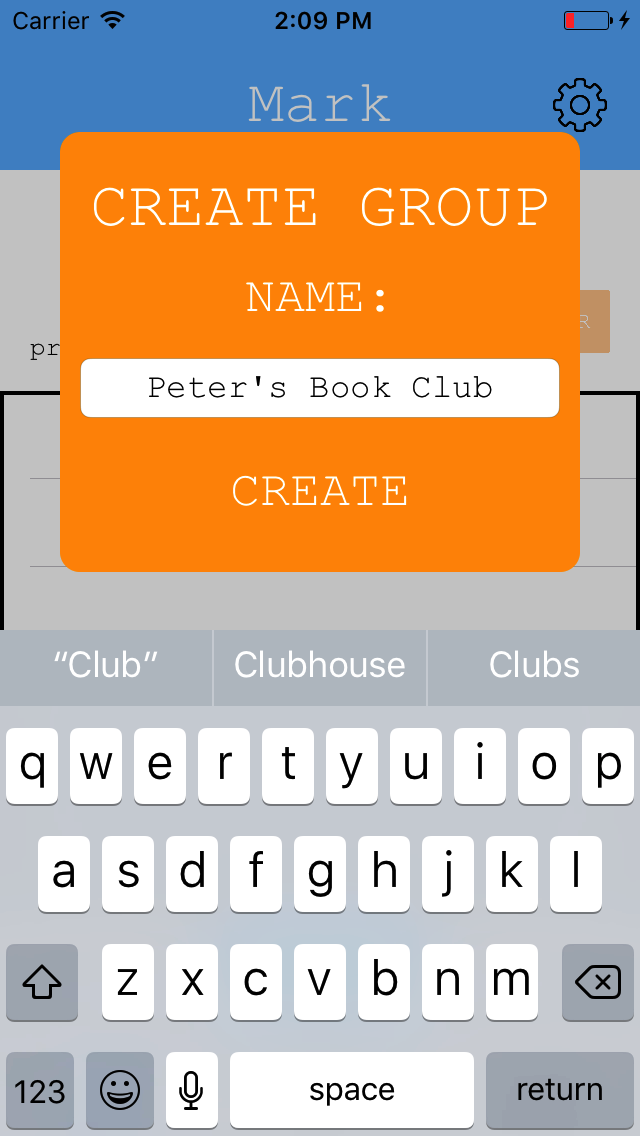 Carrier 2:09 PM
Mark
CREATE GROUP
NAME:
R
pr
Peter's Book Club
CREATE
“Club” Clubhouse Clubs
q w e r t y u i o p
a s d f g h j k l
z x c v b n m
123 space return